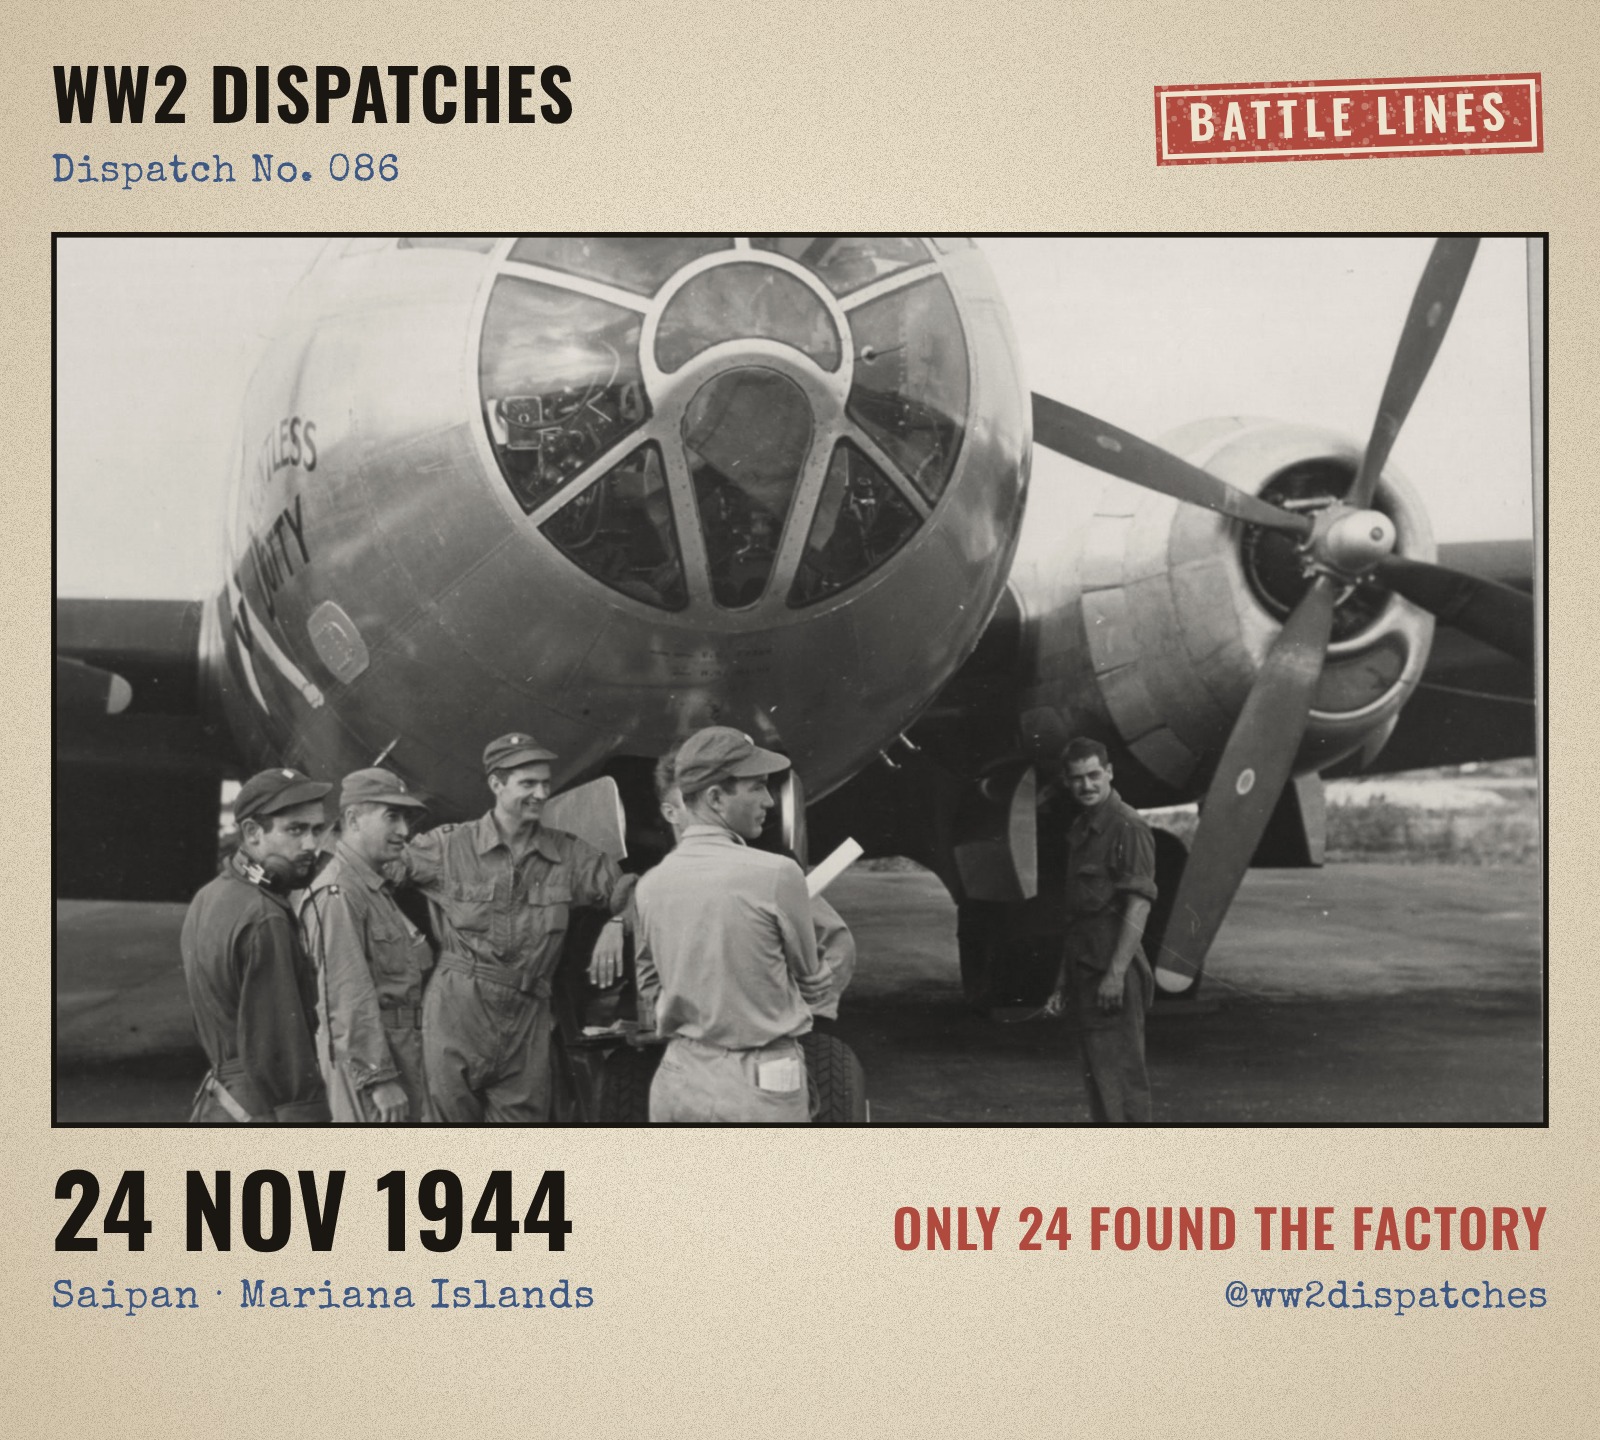 WW2 DISPATCHES
Dispatch No. 086
BATTLE LINES
DOTTY
24 NOV 1944
Saipan · Mariana Islands
ONLY 24 FOUND THE FACTORY
@ww2dispatches